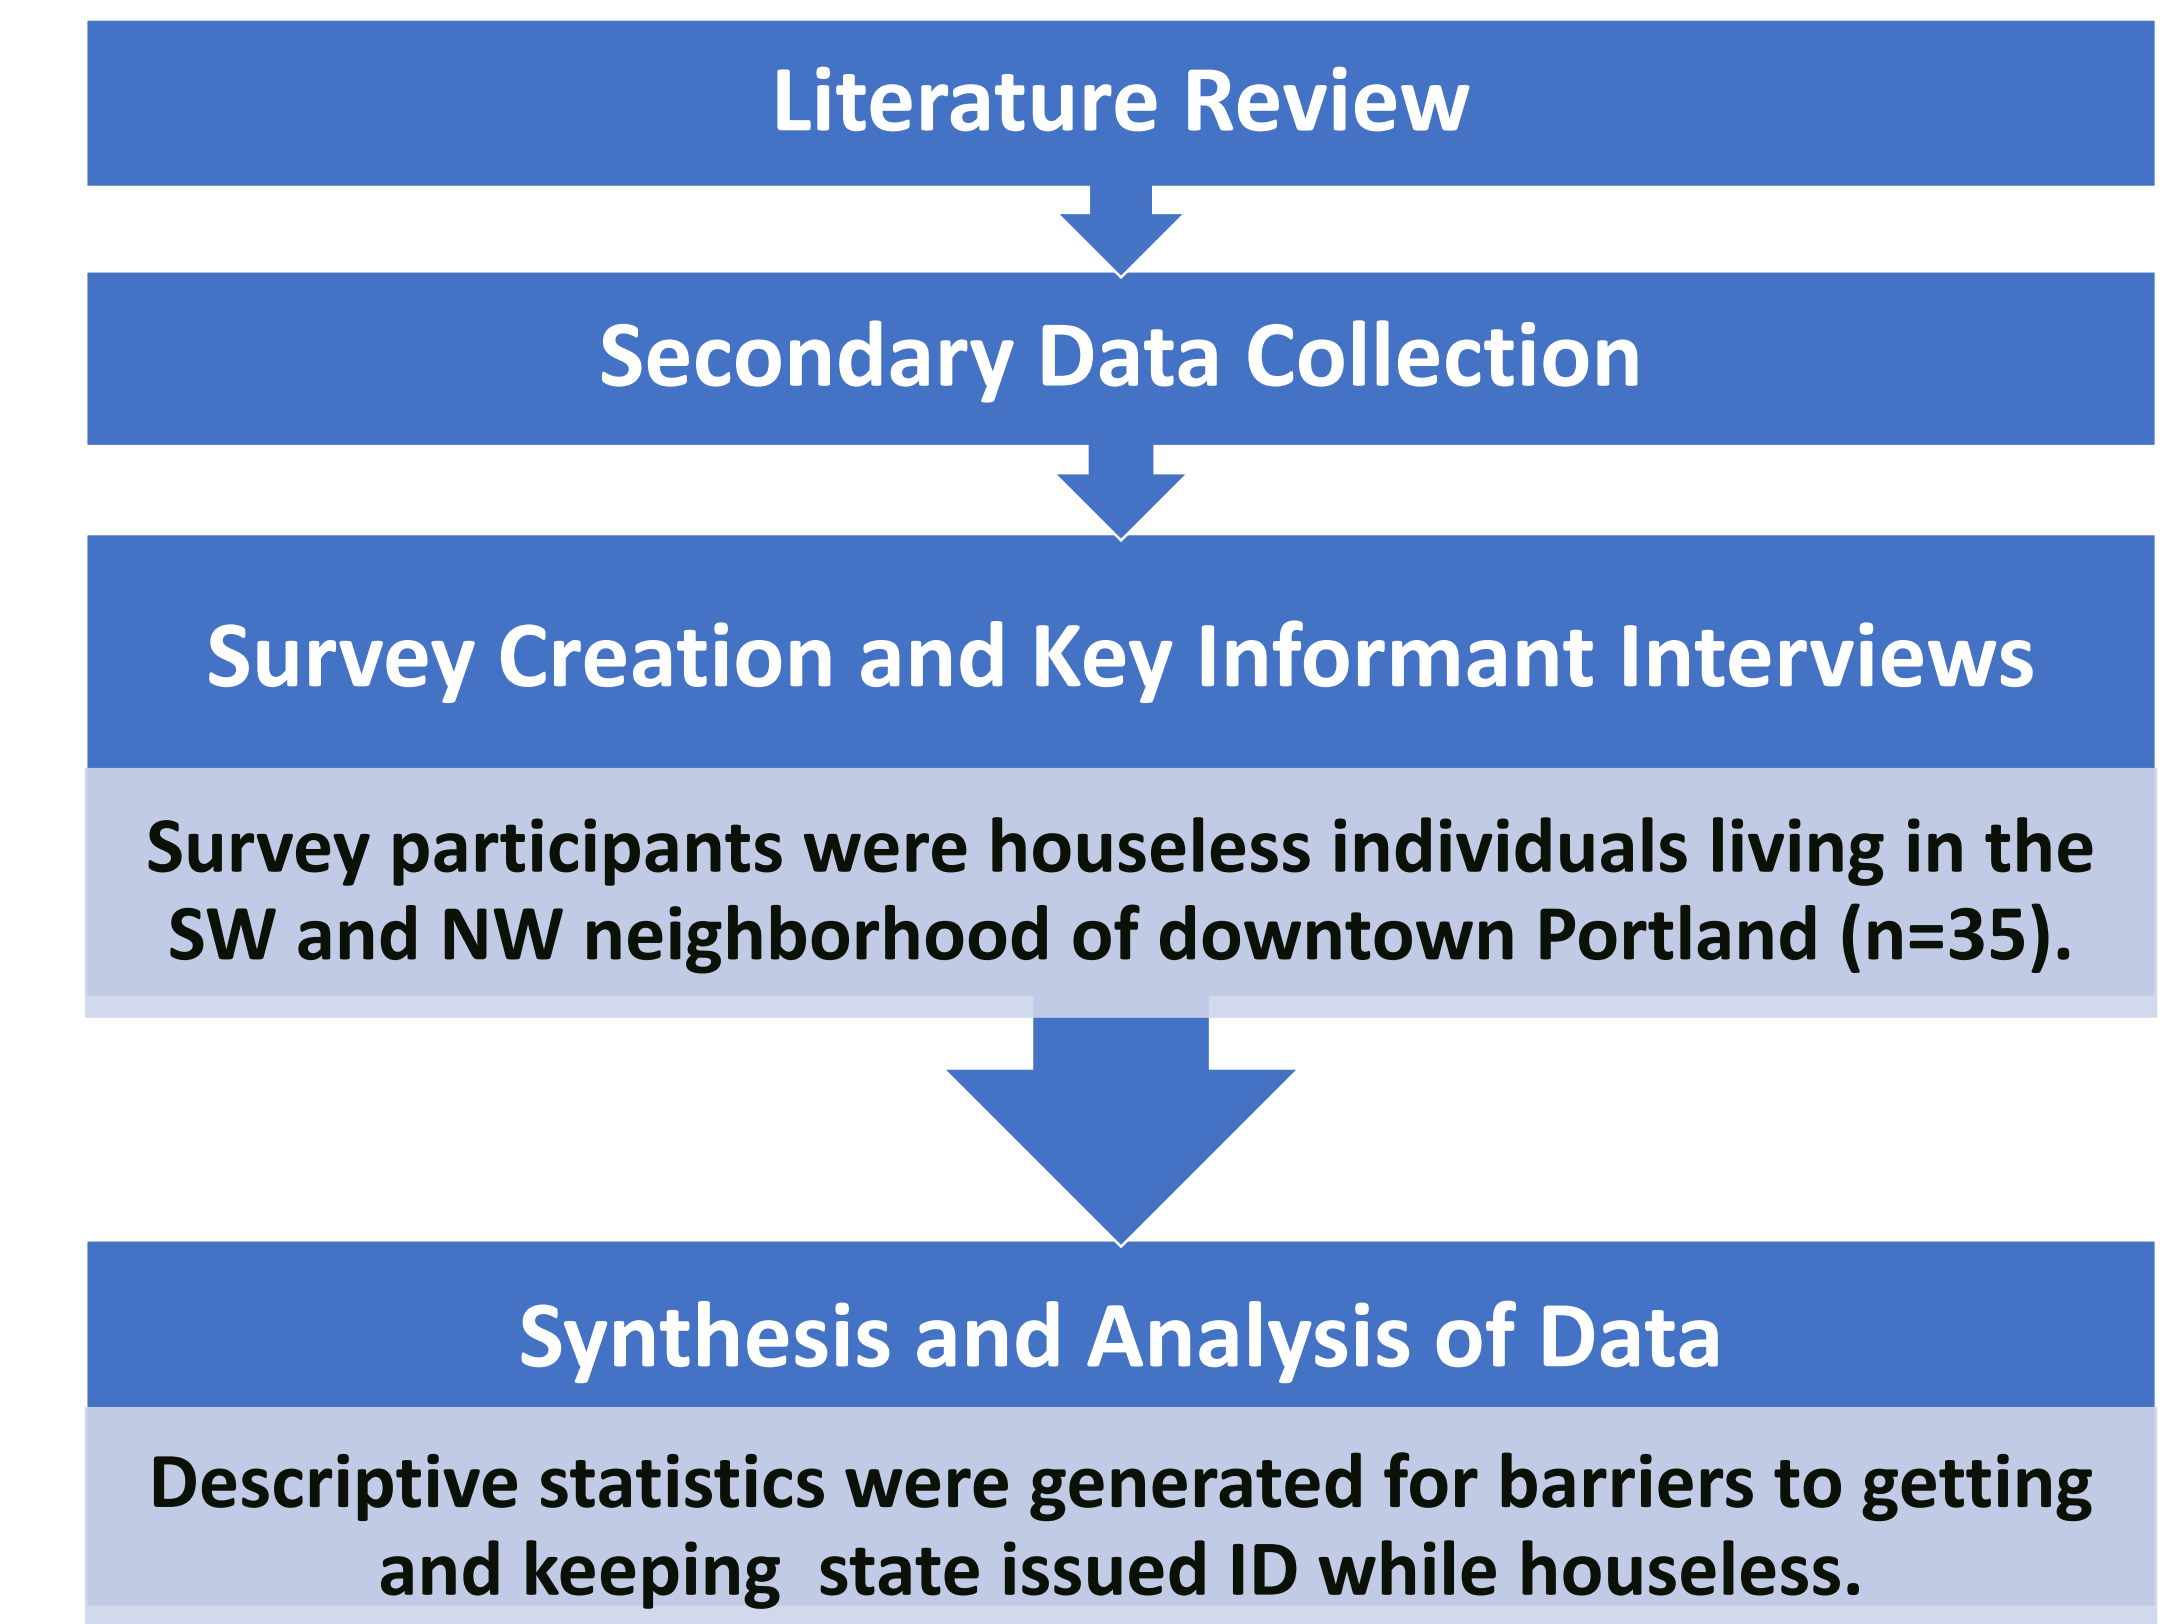 Literature Review
Secondary Data Collection
Survey Creation and Key Informant Interviews
Survey participants were houseless individuals living in the
SW and NW neighborhood of downtown Portland (n=35).
Synthesis and Analysis of Data
Descriptive statistics were generated for barriers to getting
and keeping  state issued ID while houseless.